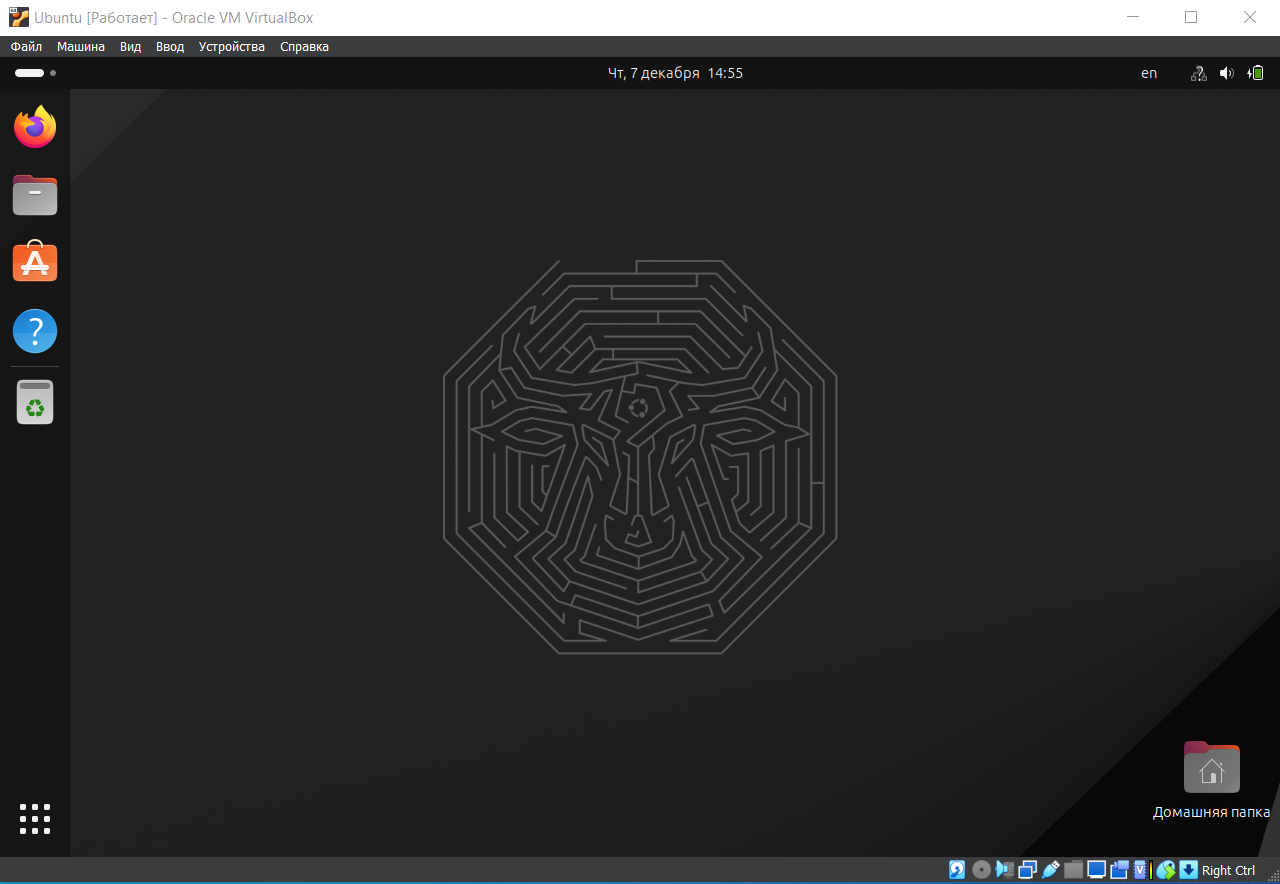 Ubuntu [Работает] - Oracle VM VirtualBox
Файл Машина Вид Ввод Устройства Справка
Чт, 7 декабря 14:55
en
Домашняя папка
Right Ctrl